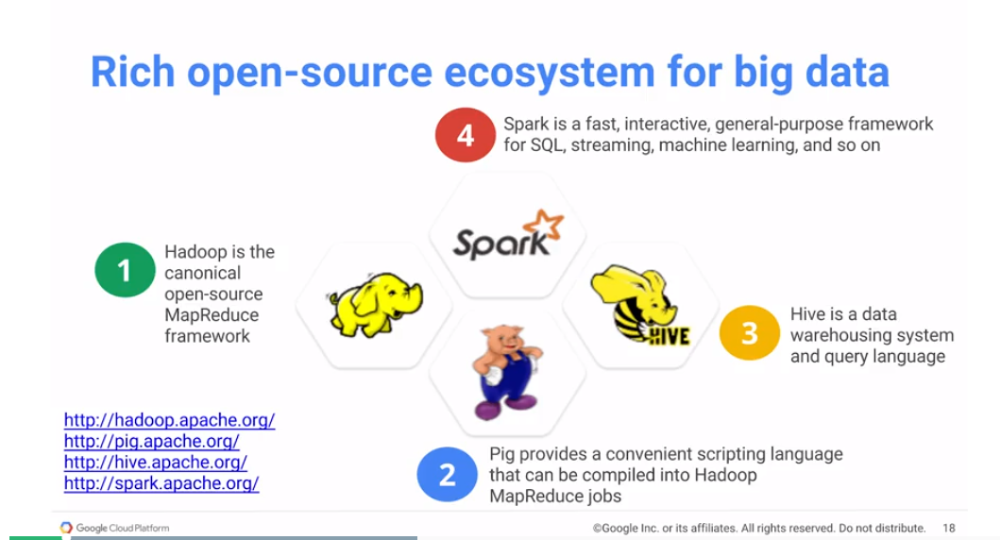 Rich open-source ecosystem for big data
4
Spark is a fast, interactive, general-purpose framework
for SQL, streaming, machine learning, and so on
Spark
1
Hadoop is the
canonical
open-source
MapReduce
framework
HIVE
3
Hive is a data
warehousing system
and query language
http://hadoop.apache.org/
http://pig.apache.org/
http://hive.apache.org/
http://spark.apache.org/
2
Pig provides a convenient scripting language
that can be compiled into Hadoop
MapReduce jobs
Google Cloud Platform
©Google Inc. or its affiliates. All rights reserved. Do not distribute.
18